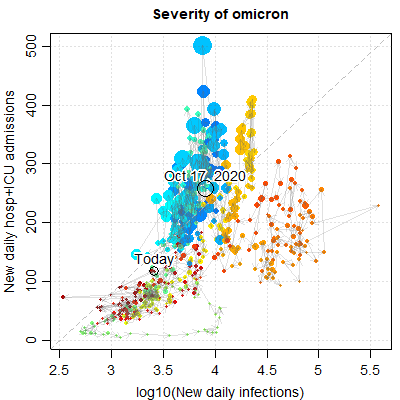 Severity of omicron
New daily hosp+ICU admissions
500
400
300
200
100
0
Oct 17, 2020
Today
2.5 3 3.5 4 4.5 5 5.5
log10(New daily infections)